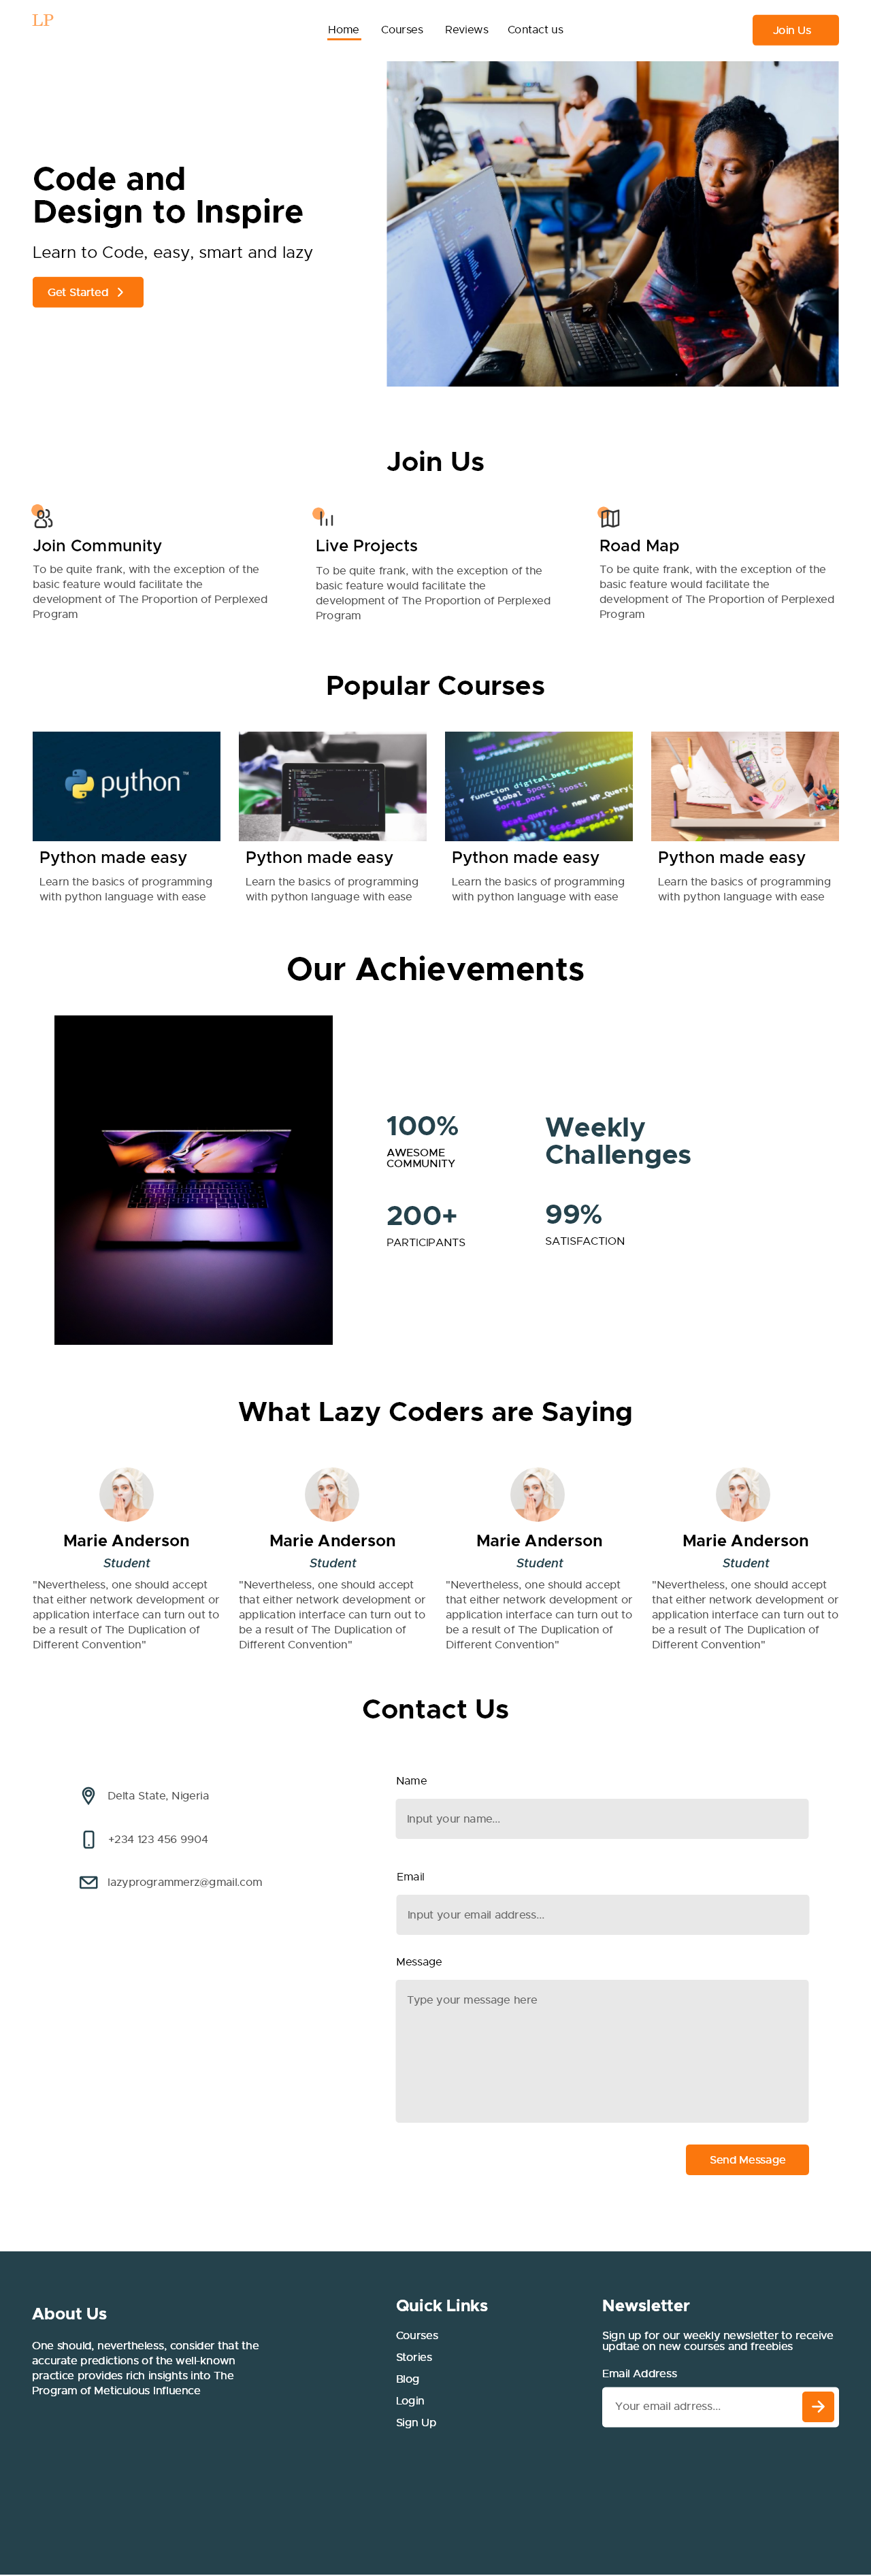 LP
Home Courses Reviews Contact us
Join Us
Code and
Design to Inspire
Learn to Code, easy, smart and lazy
Get Started
Join Us
Join Community
To be quite frank, with the exception of the
basic feature would facilitate the
development of The Proportion of Perplexed
Program
Live Projects
To be quite frank, with the exception of the
basic feature would facilitate the
development of The Proportion of Perplexed
Program
Road Map
To be quite frank, with the exception of the
basic feature would facilitate the
development of The Proportion of Perplexed
Program
Popular Courses
python™
Python made easy
Learn the basics of programming
with python language with ease
Python made easy
Learn the basics of programming
with python language with ease
function digital_best_reviews_post
global $post; $post;
$orig_post
Python made easy
Learn the basics of programming
with python language with ease
Python made easy
Learn the basics of programming
with python language with ease
Our Achievements
100%
AWESOME
COMMUNITY
Weekly
Challenges
200+
PARTICIPANTS
99%
SATISFACTION
What Lazy Coders are Saying
Marie Anderson
Student
"Nevertheless, one should accept
that either network development or
application interface can turn out to
be a result of The Duplication of
Different Convention"
Marie Anderson
Student
"Nevertheless, one should accept
that either network development or
application interface can turn out to
be a result of The Duplication of
Different Convention"
Marie Anderson
Student
"Nevertheless, one should accept
that either network development or
application interface can turn out to
be a result of The Duplication of
Different Convention"
Marie Anderson
Student
"Nevertheless, one should accept
that either network development or
application interface can turn out to
be a result of The Duplication of
Different Convention"
Contact Us
Delta State, Nigeria
+234 123 456 9904
lazyprogrammerz@gmail.com
Name
Input your name...
Email
Input your email address...
Message
Type your message here
Send Message
About Us
One should, nevertheless, consider that the
accurate predictions of the well-known
practice provides rich insights into The
Program of Meticulous Influence
Quick Links
Courses
Stories
Blog
Login
Sign Up
Newsletter
Sign up for our weekly newsletter to receive
updtae on new courses and freebies
Email Address
Your email adrress...